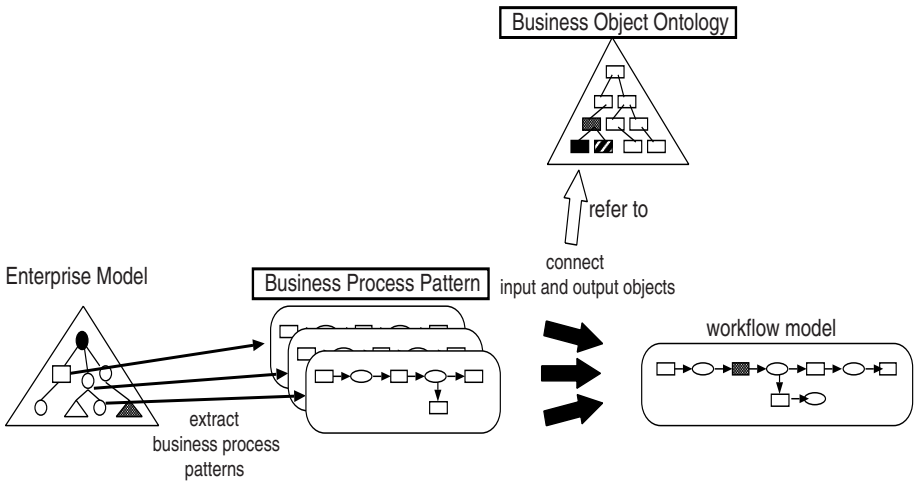 Business Object Ontology
refer to
connect
input and output objects
Enterprise Model
Business Process Pattern
workflow model
extract
business process
patterns